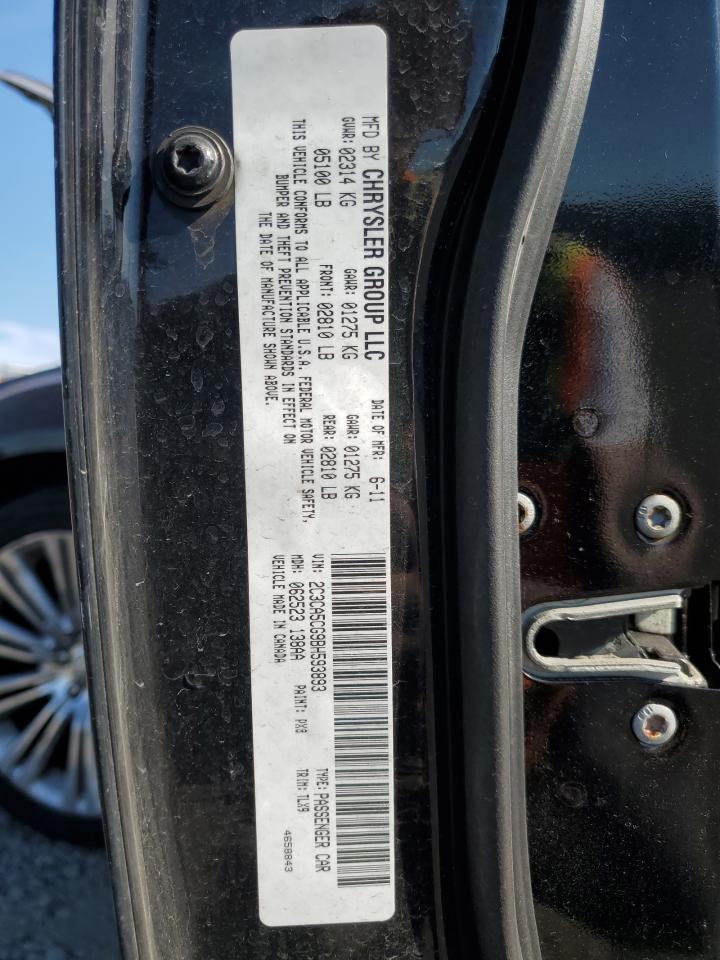 MFD BY CHRYSLER GROUP LLC DATE OF MFR: 6-11
GVWR: 02314 KG GAWR: 01275 KG GAWR: 01275 KG
05100 LB FRONT: 02810 LB REAR: 02810 LB
THIS VEHICLE CONFORMS TO ALL APPLICABLE U.S.A. FEDERAL MOTOR VEHICLE SAFETY,
BUMPER AND THEFT PREVENTION STANDARDS IN EFFECT ON
THE DATE OF MANUFACTURE SHOWN ABOVE.
VIN: 2C3CA5CG9BH593893 TYPE: PASSENGER CAR
MDH: 062523 138AA PAINT: PX3 TRIM: TLX9
VEHICLE MADE IN CANADA 4658843